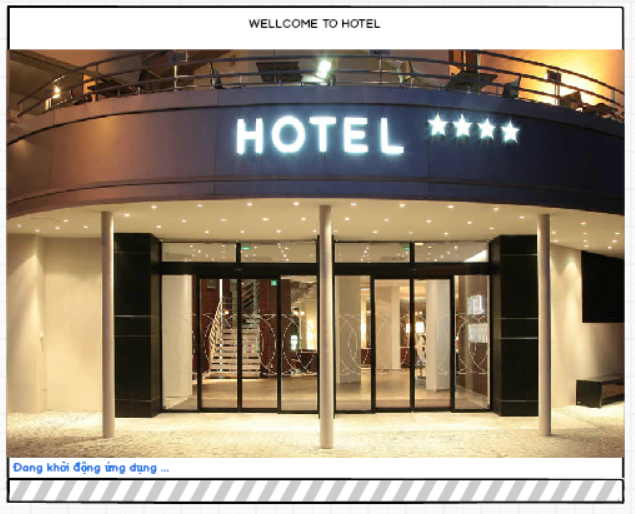 WELLCOME TO HOTEL
HOTEL ★★★★
Đang khởi động ứng dụng ...